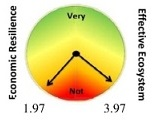 Very
Economic Resilience
Effective Ecosystem
Not
1.97
3.97